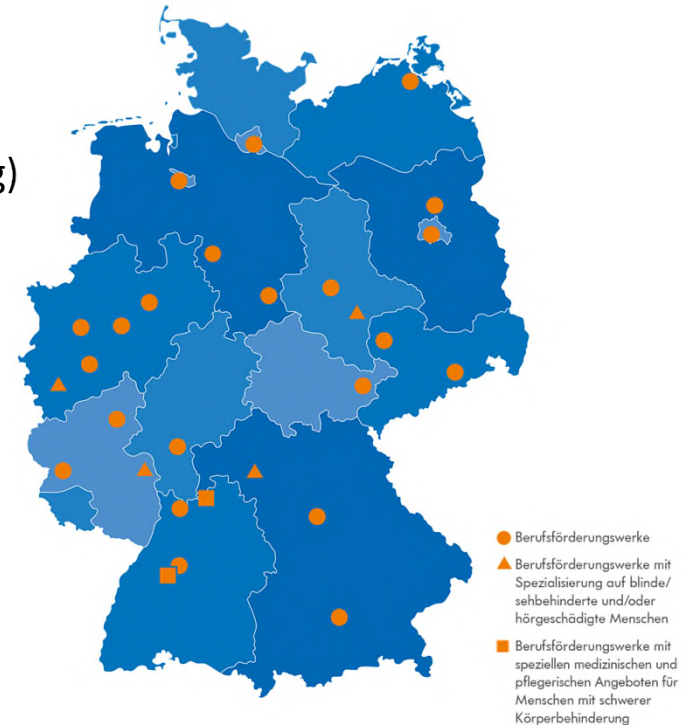 g)
Berufsförderungswerke
Berufsförderungswerke mit
Spezialisierung auf blinde/
sehbehinderte und/oder
hörgeschädigte Menschen
Berufsförderungswerke mit
speziellen medizinischen und
pflegerischen Angeboten für
Menschen mit schwerer
Körperbehinderung